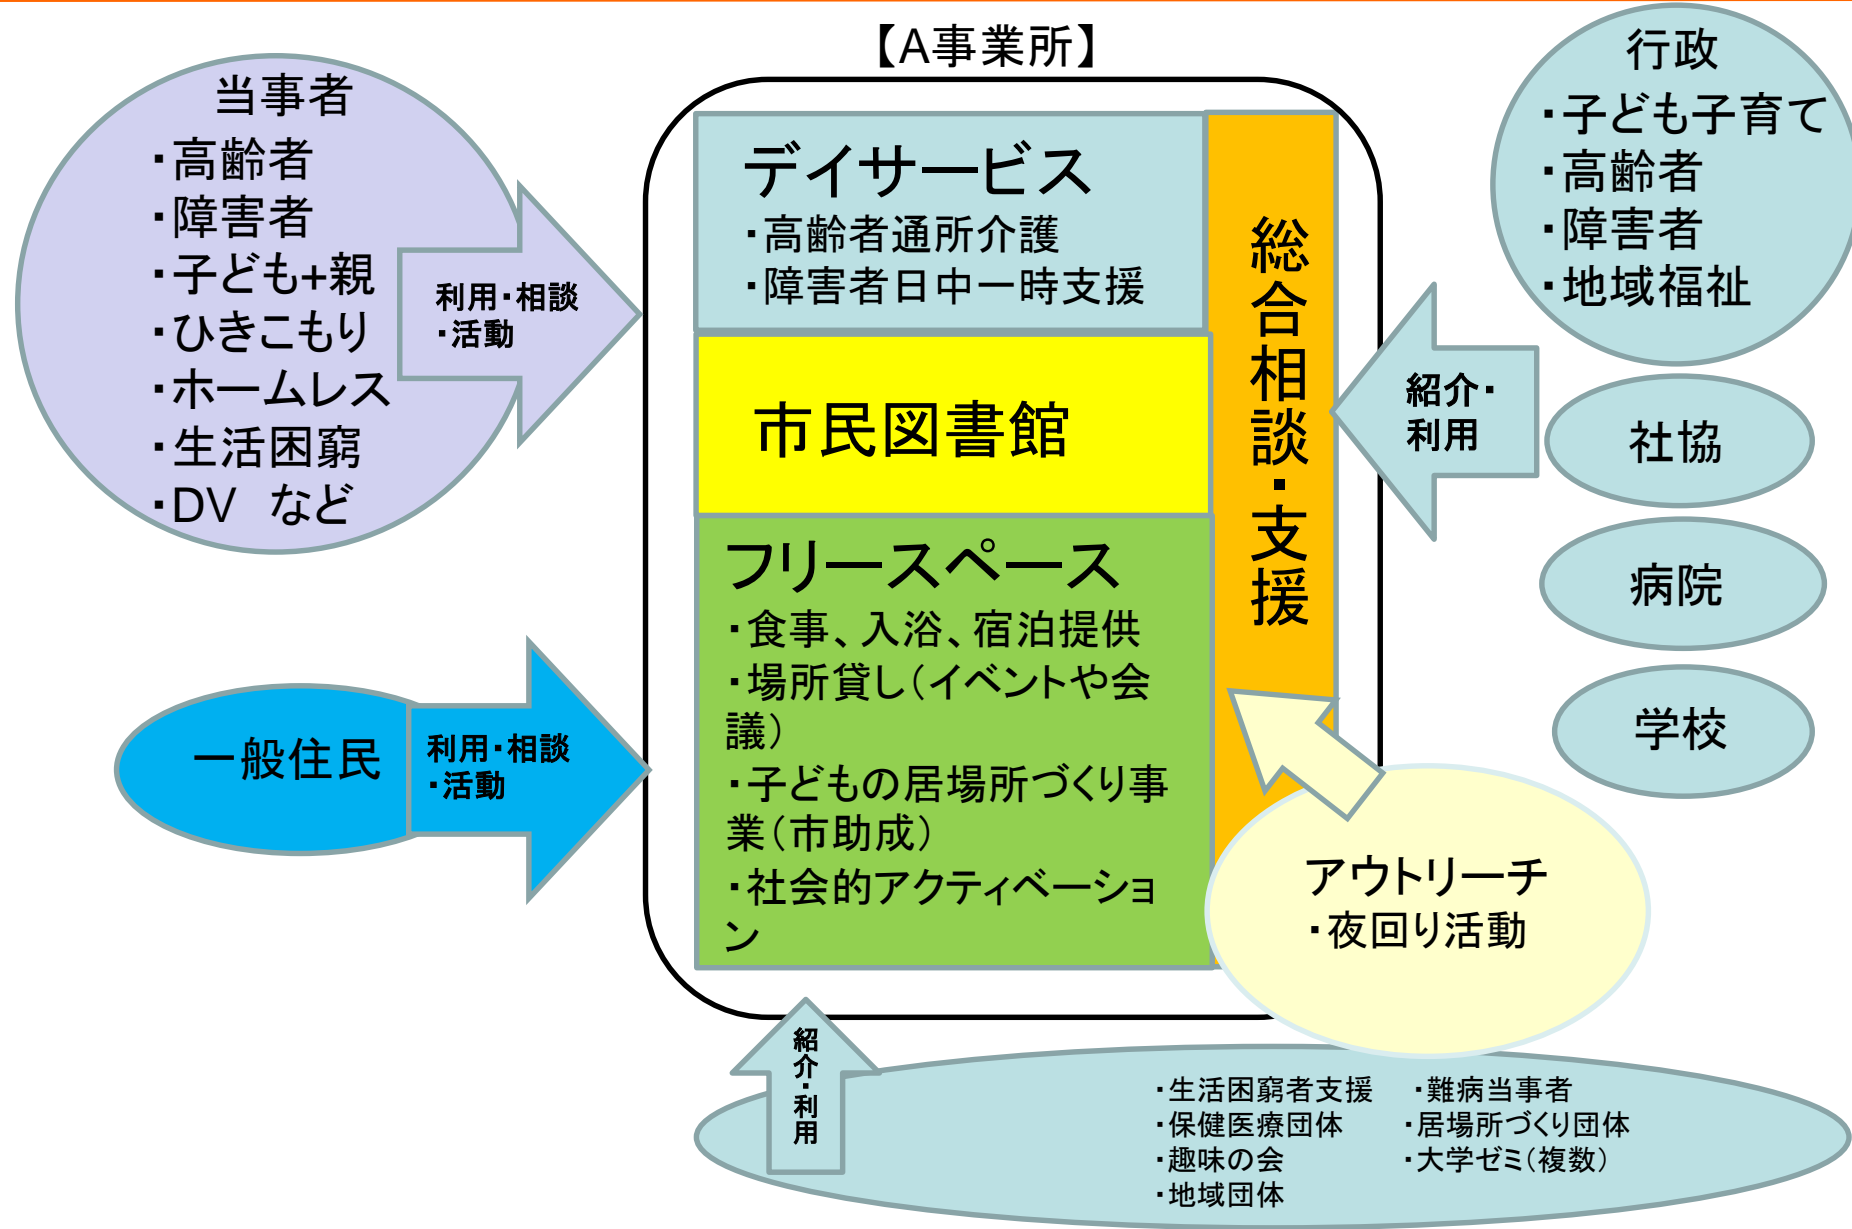 【A事業所】
当事者
・高齢者
・障害者
・子ども+親
・ひきこもり
・ホームレス
・生活困窮
・DV　など
利用・相談
・活動
一般住民
利用・相談
・活動
デイサービス
・高齢者通所介護
・障害者日中一時支援
市民図書館
フリースペース
・食事、入浴、宿泊提供
・場所貸し（イベントや会
議）
・子どもの居場所づくり事
業（市助成）
・社会的アクティベーショ
ン
総合相談・支援
行政
・子ども子育て
・高齢者
・障害者
・地域福祉
紹介・
利用
社協
病院
学校
アウトリーチ
・夜回り活動
紹介・利用
・生活困窮者支援　・難病当事者
・保健医療団体　・居場所づくり団体
・趣味の会　・大学ゼミ（複数）
・地域団体